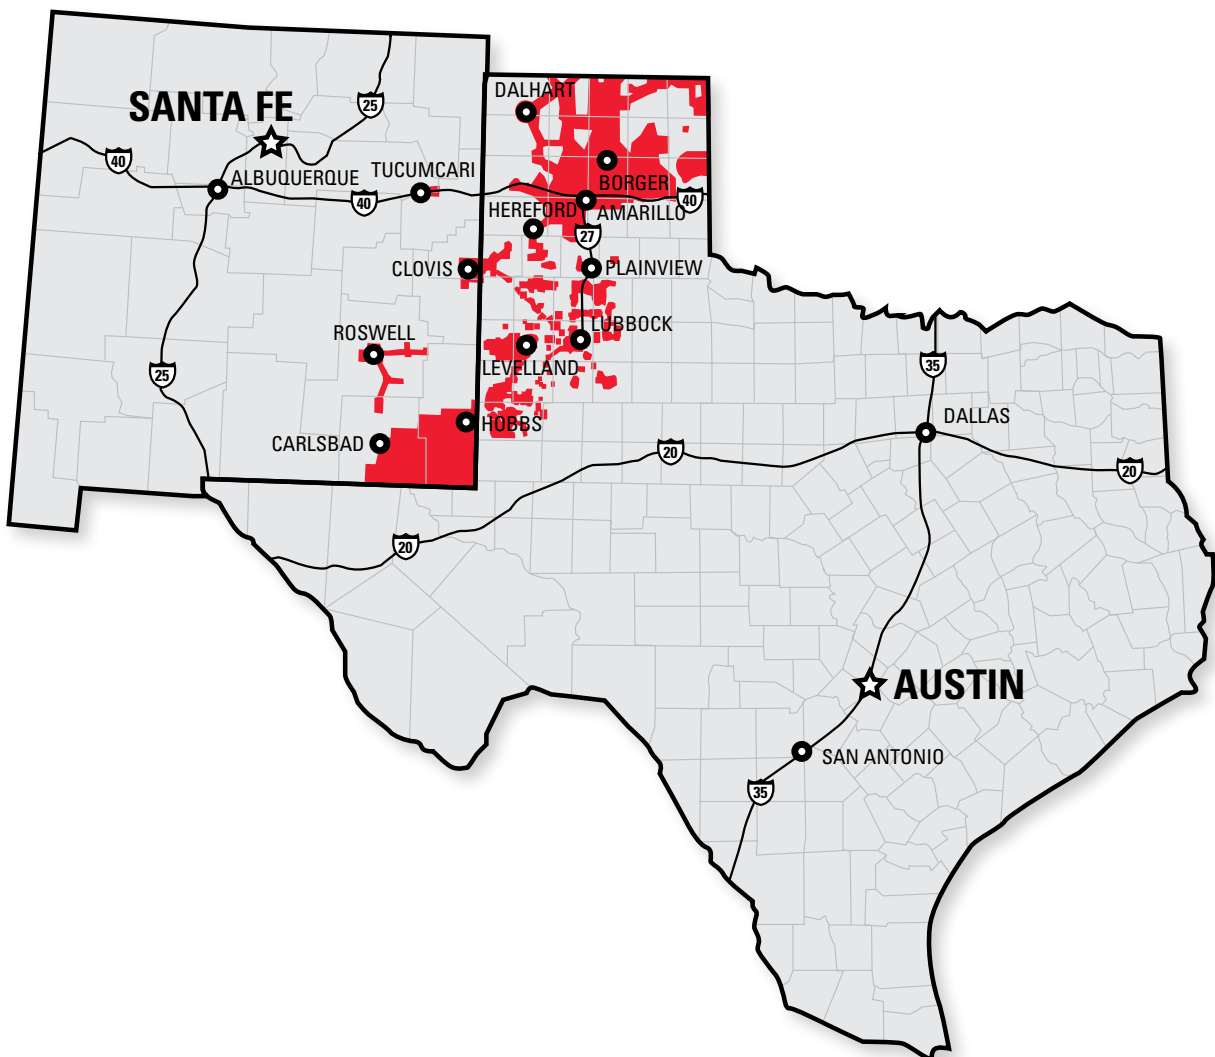 DALHART
SANTA FE
25
40
TUCUMCARI
ALBUQUERQUE
BORGER
40
40
HEREFORD
AMARILLO
27
CLOVIS
PLAINVIEW
ROSWELL
LUBBOCK
LEVELLAND
25
35
HOBBS
DALLAS
CARLSBAD
20
20
20
AUSTIN
SAN ANTONIO
35